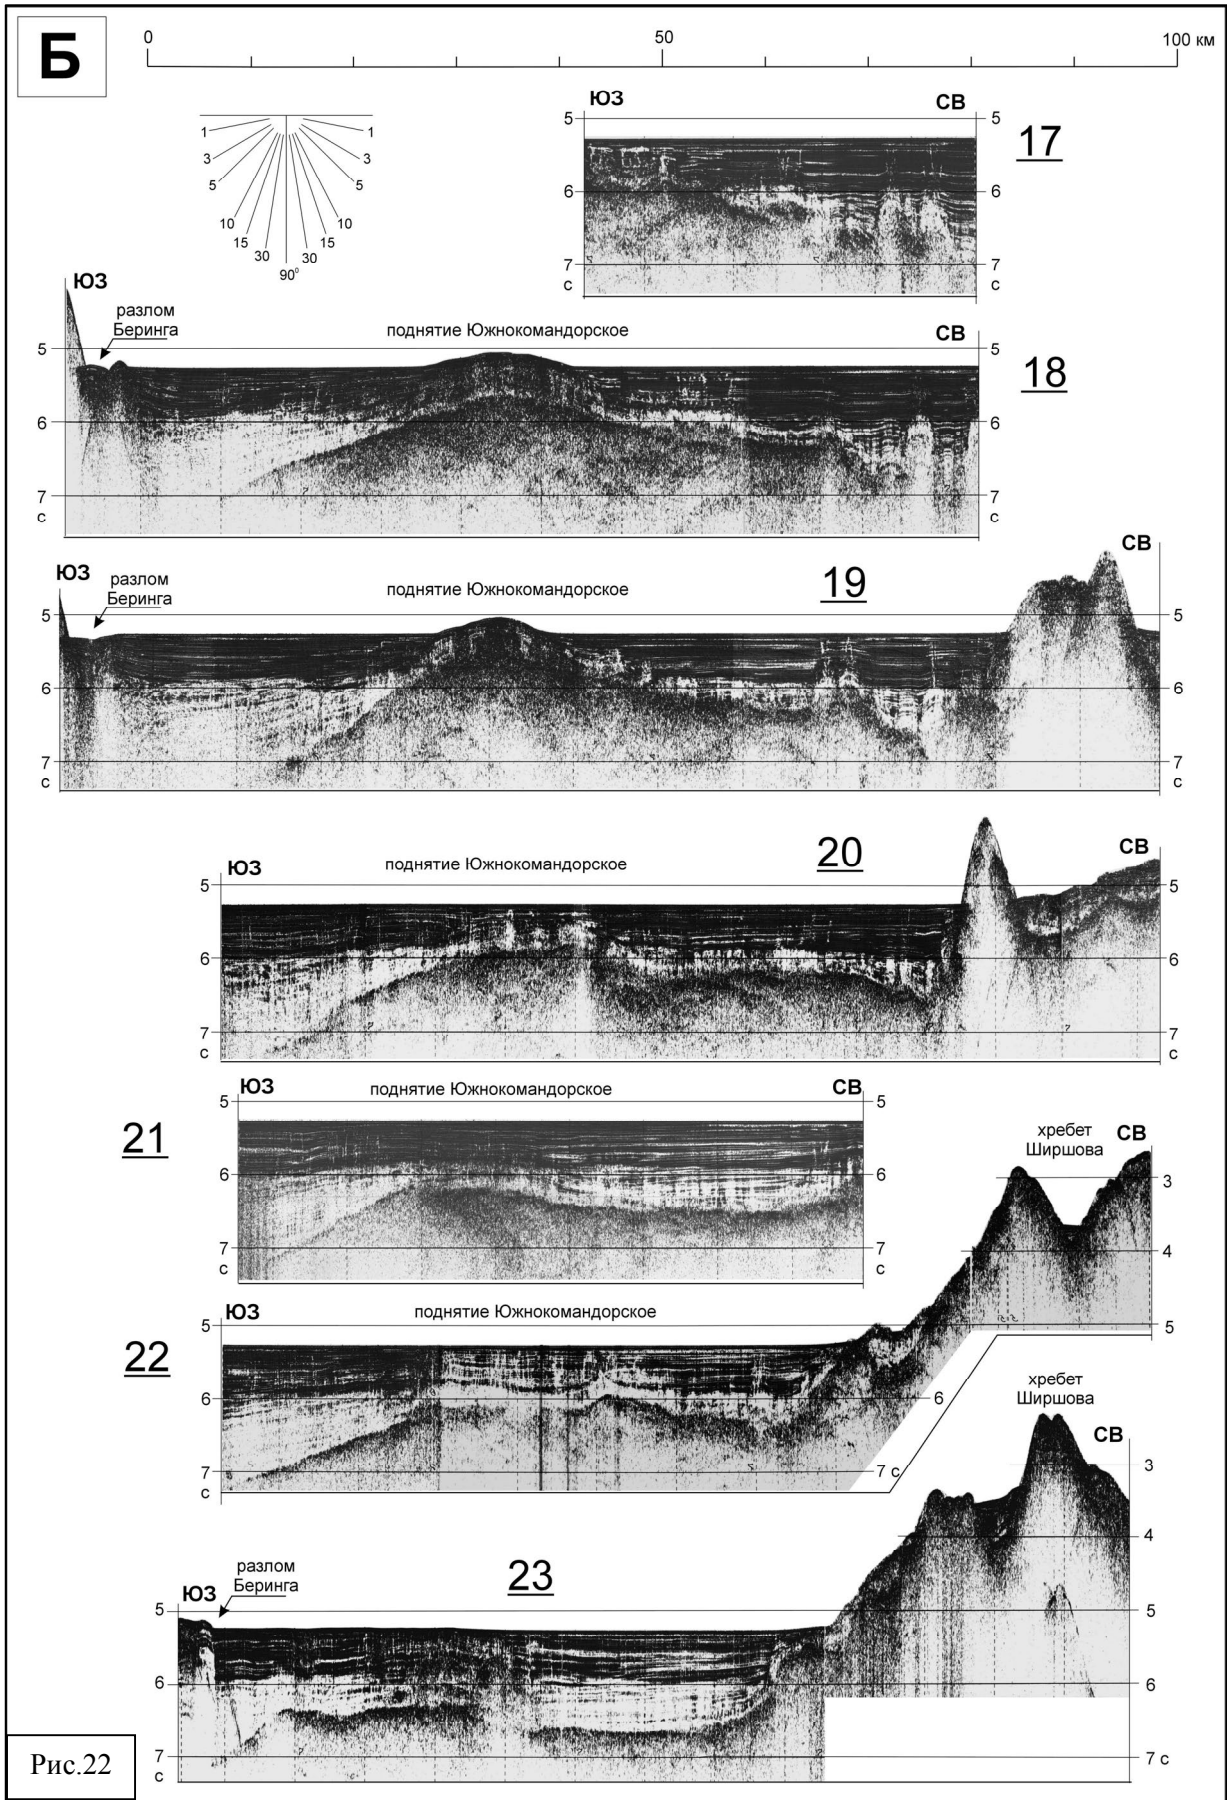 Б
0 50 100 км
ЮЗ СВ
5 5
17
6 6
7 7
с с
1 1
3 3
5 5
10 10
15 15
30 30
90⁰
ЮЗ
разлом
Беринга
поднятие Южнокомандорское
СВ
5 5
18
6 6
7 7
с с
ЮЗ
разлом
Беринга
поднятие Южнокомандорское
19
СВ
5 5
6 6
7 7
с с
ЮЗ
поднятие Южнокомандорское
20
СВ
5 5
6 6
7 7
с с
ЮЗ
поднятие Южнокомандорское
СВ
5 5
21
6 6
7 7
с с
хребет
Ширшова
СВ
3
4
5
ЮЗ
поднятие Южнокомандорское
5
22
6 6
7 7 с
с
хребет
Ширшова
СВ
3
4
23
разлом
Беринга
ЮЗ
5 5
6 6
7 7 с
с
Рис.22